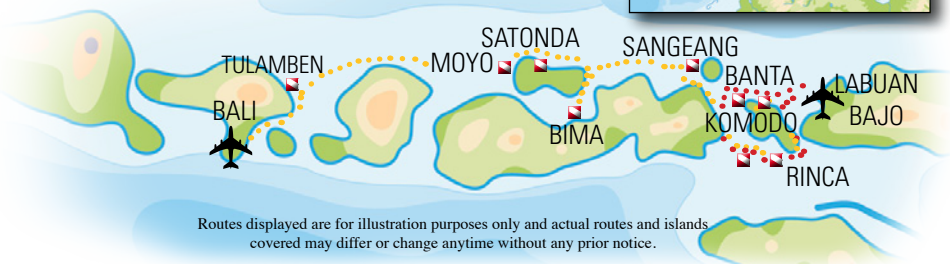 SATONDA
SANGEANG
TULAMBEN
MOYO
BANTA
LABUAN
BAJO
BALI
KOMODO
BIMA
RINCA
Routes displayed are for illustration purposes only and actual routes and islands
covered may differ or change anytime without any prior notice.